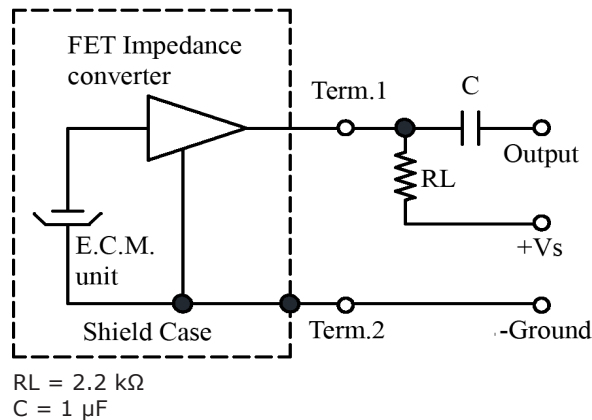 FET Impedance
converter
Term.1
C
Output
RL
+Vs
E.C.M.
unit
Shield Case
Term.2
-Ground
RL = 2.2 kΩ
C = 1 µF